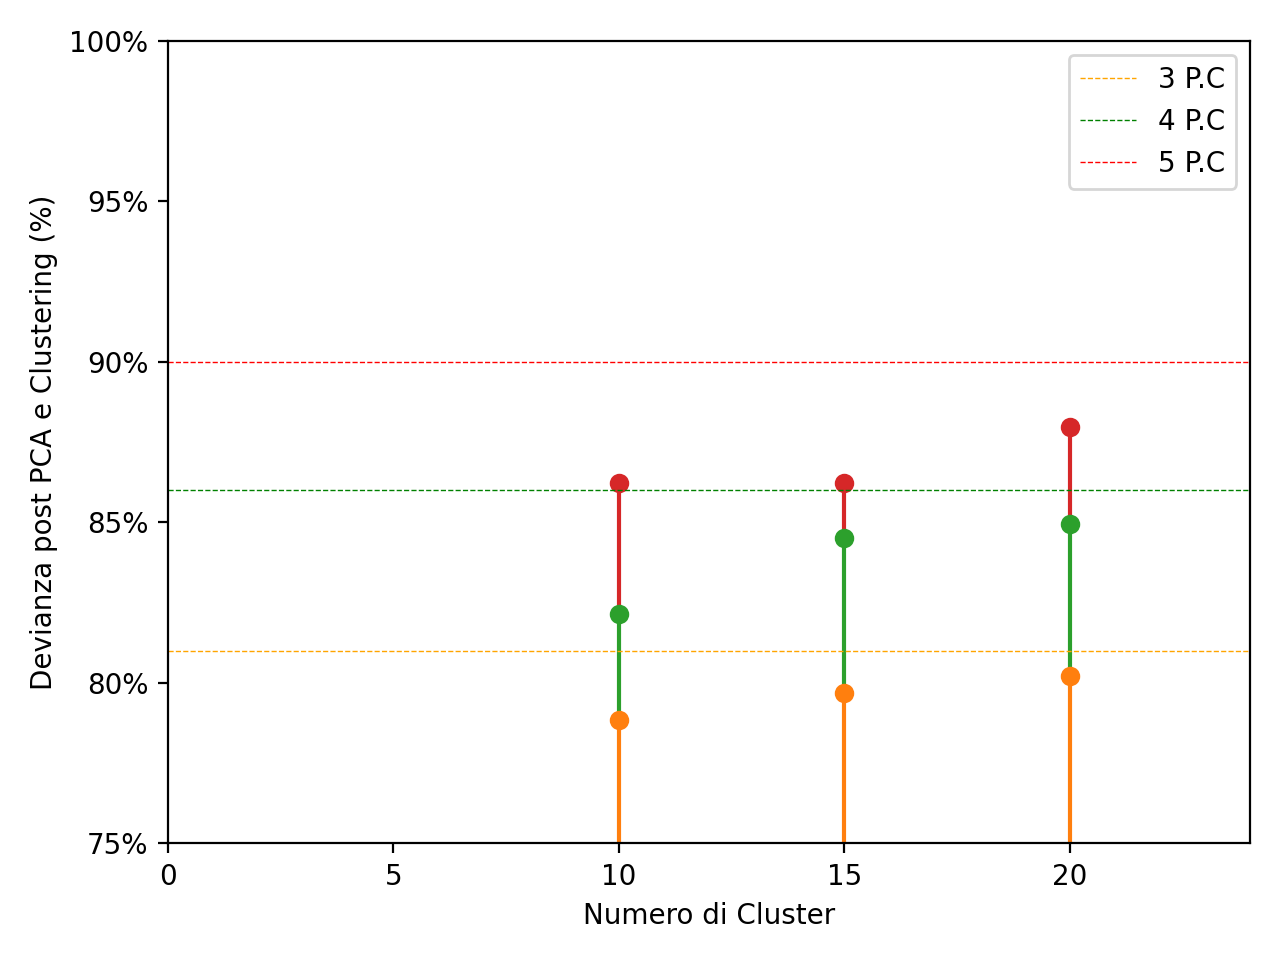 100%
95%
90%
85%
80%
75%
Devianza post PCA e Clustering (%)
3 P.C
4 P.C
5 P.C
0 5 10 15 20
Numero di Cluster